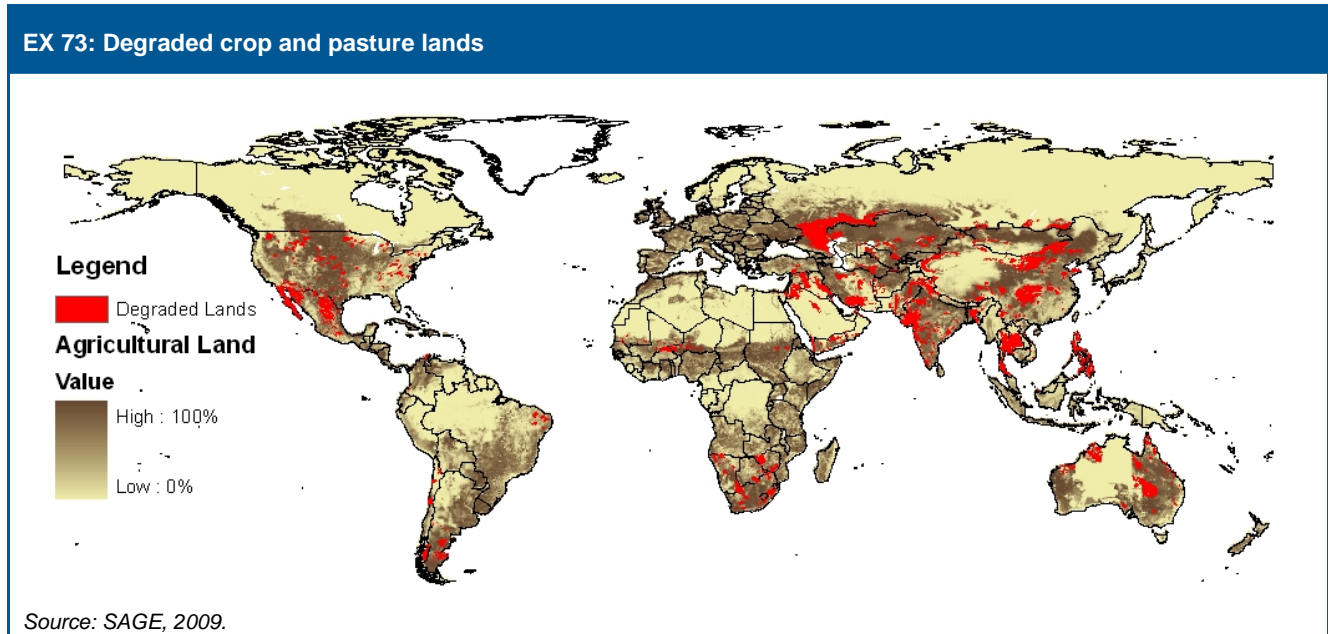 EX 73: Degraded crop and pasture lands
Legend
Degraded Lands
Agricultural Land
Value
High : 100%
Low : 0%
Source: SAGE, 2009.